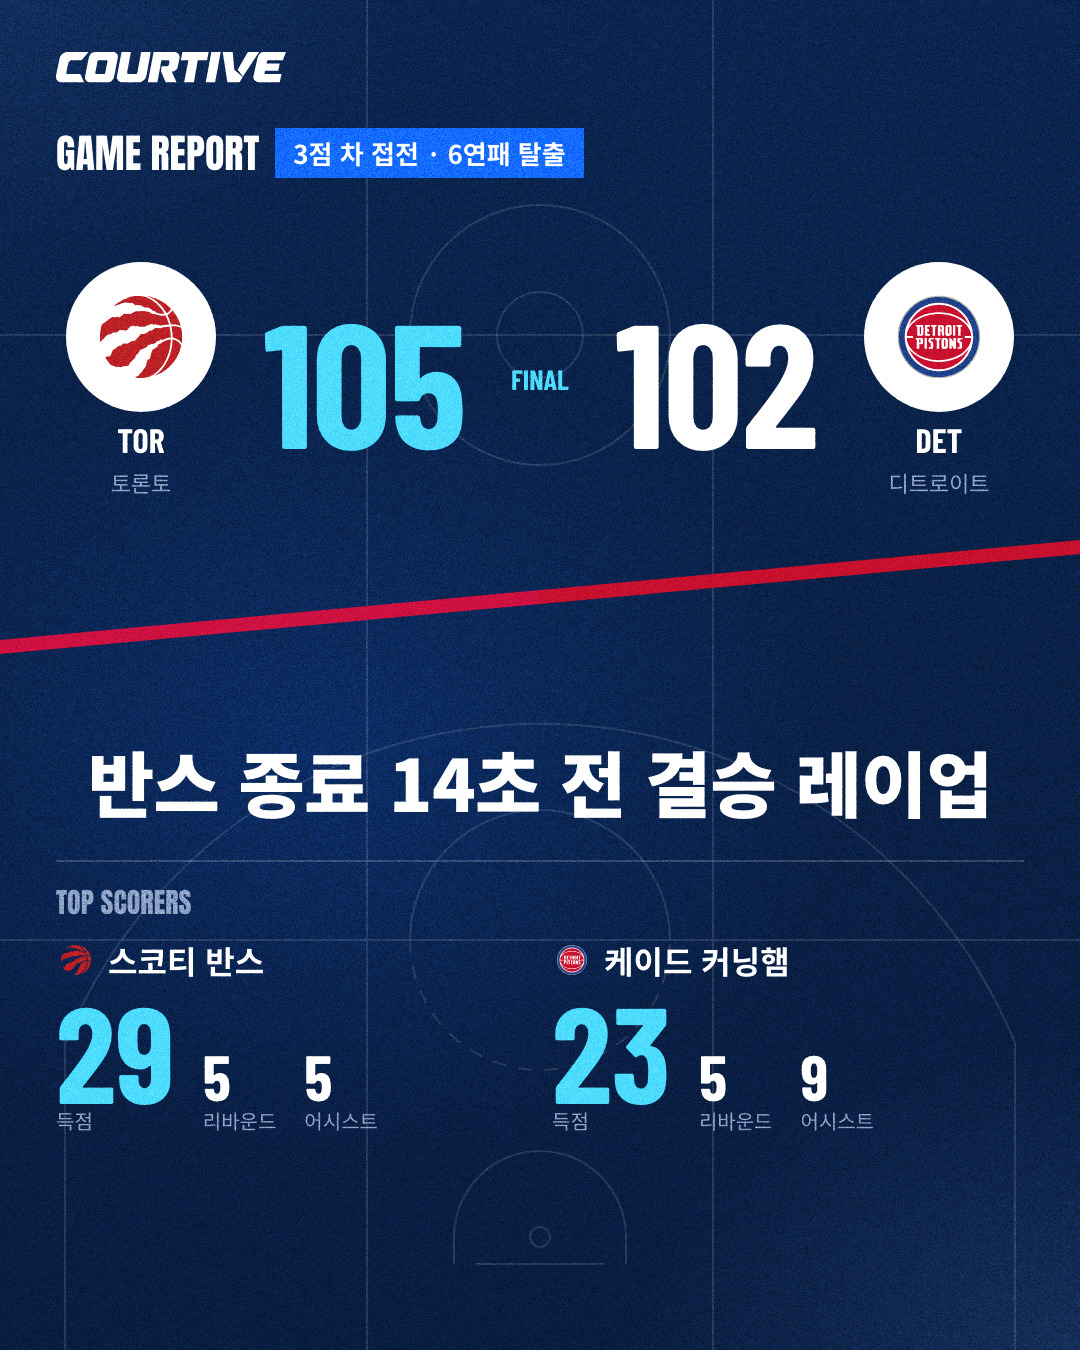 COURTIVE
GAME REPORT 3점 차 접전 · 6연패 탈출
105 FINAL 102
DETROIT
PISTONS
TOR DET
토론토 디트로이트
반스 종료 14초 전 결승 레이업
TOP SCORERS
스코티 반스 케이드 커닝햄
29 5 5 23 5 9
득점 리바운드 어시스트 득점 리바운드 어시스트